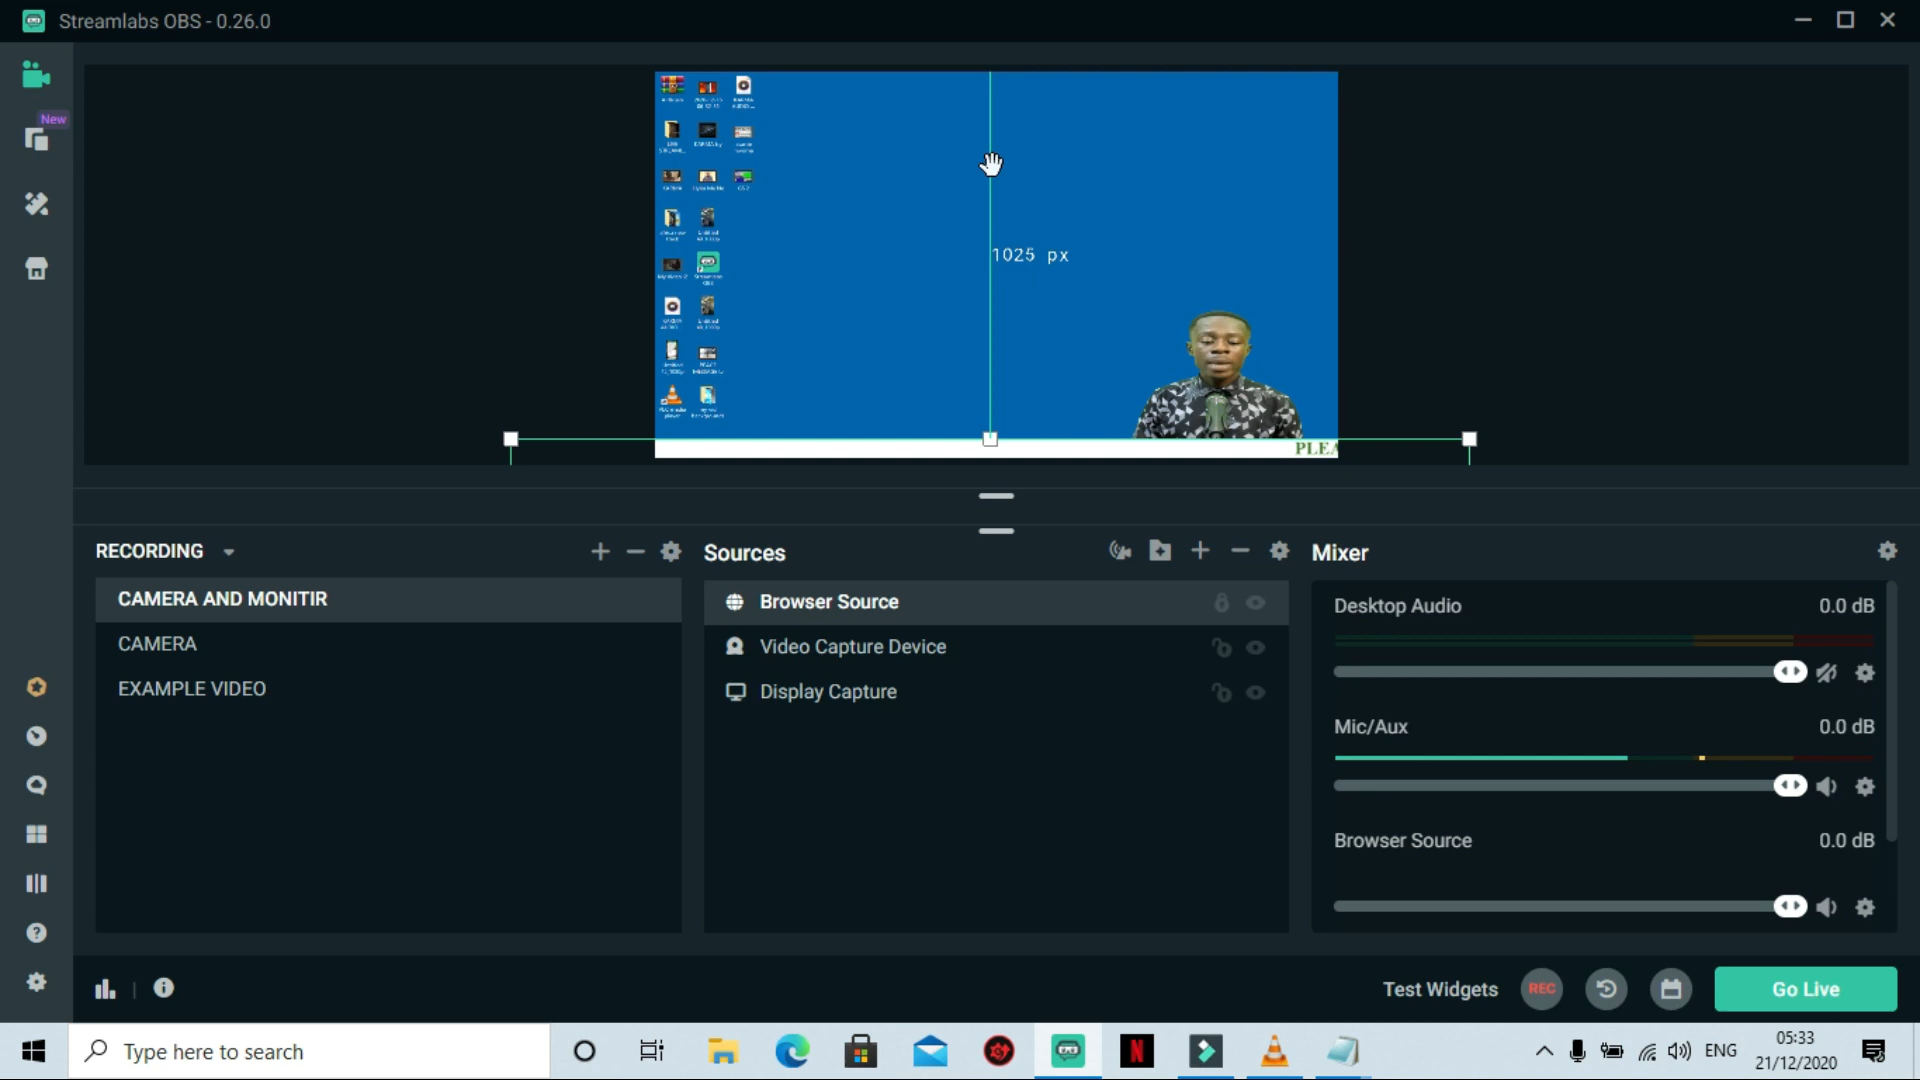 Streamlabs OBS - 0.26.0
New
1025 px
PLEA
RECORDING
CAMERA AND MONITIR
CAMERA
EXAMPLE VIDEO
Sources
Browser Source
Video Capture Device
Display Capture
Mixer
Desktop Audio 0.0 dB
Mic/Aux 0.0 dB
Browser Source 0.0 dB
Test Widgets
REC
Go Live
Type here to search
N
ENG
05:33
21/12/2020